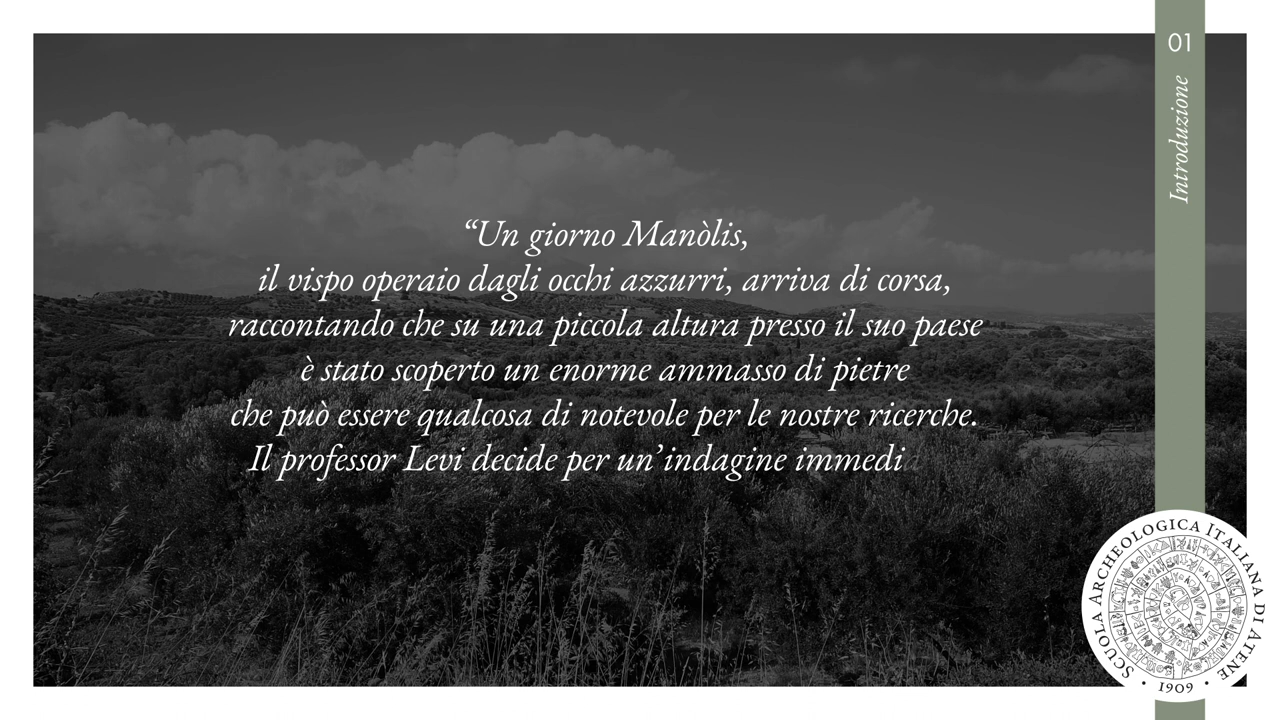 01
Introduzione
“Un giorno Manòlis,
il vispo operaio dagli occhi azzurri, arriva di corsa,
raccontando che su una piccola altura presso il suo paese
è stato scoperto un enorme ammasso di pietre
che può essere qualcosa di notevole per le nostre ricerche.
Il professor Levi decide per un’indagine immedia
SCUOLA ARCHEOLOGICA ITALIANA DI ATENE
• 1909 •